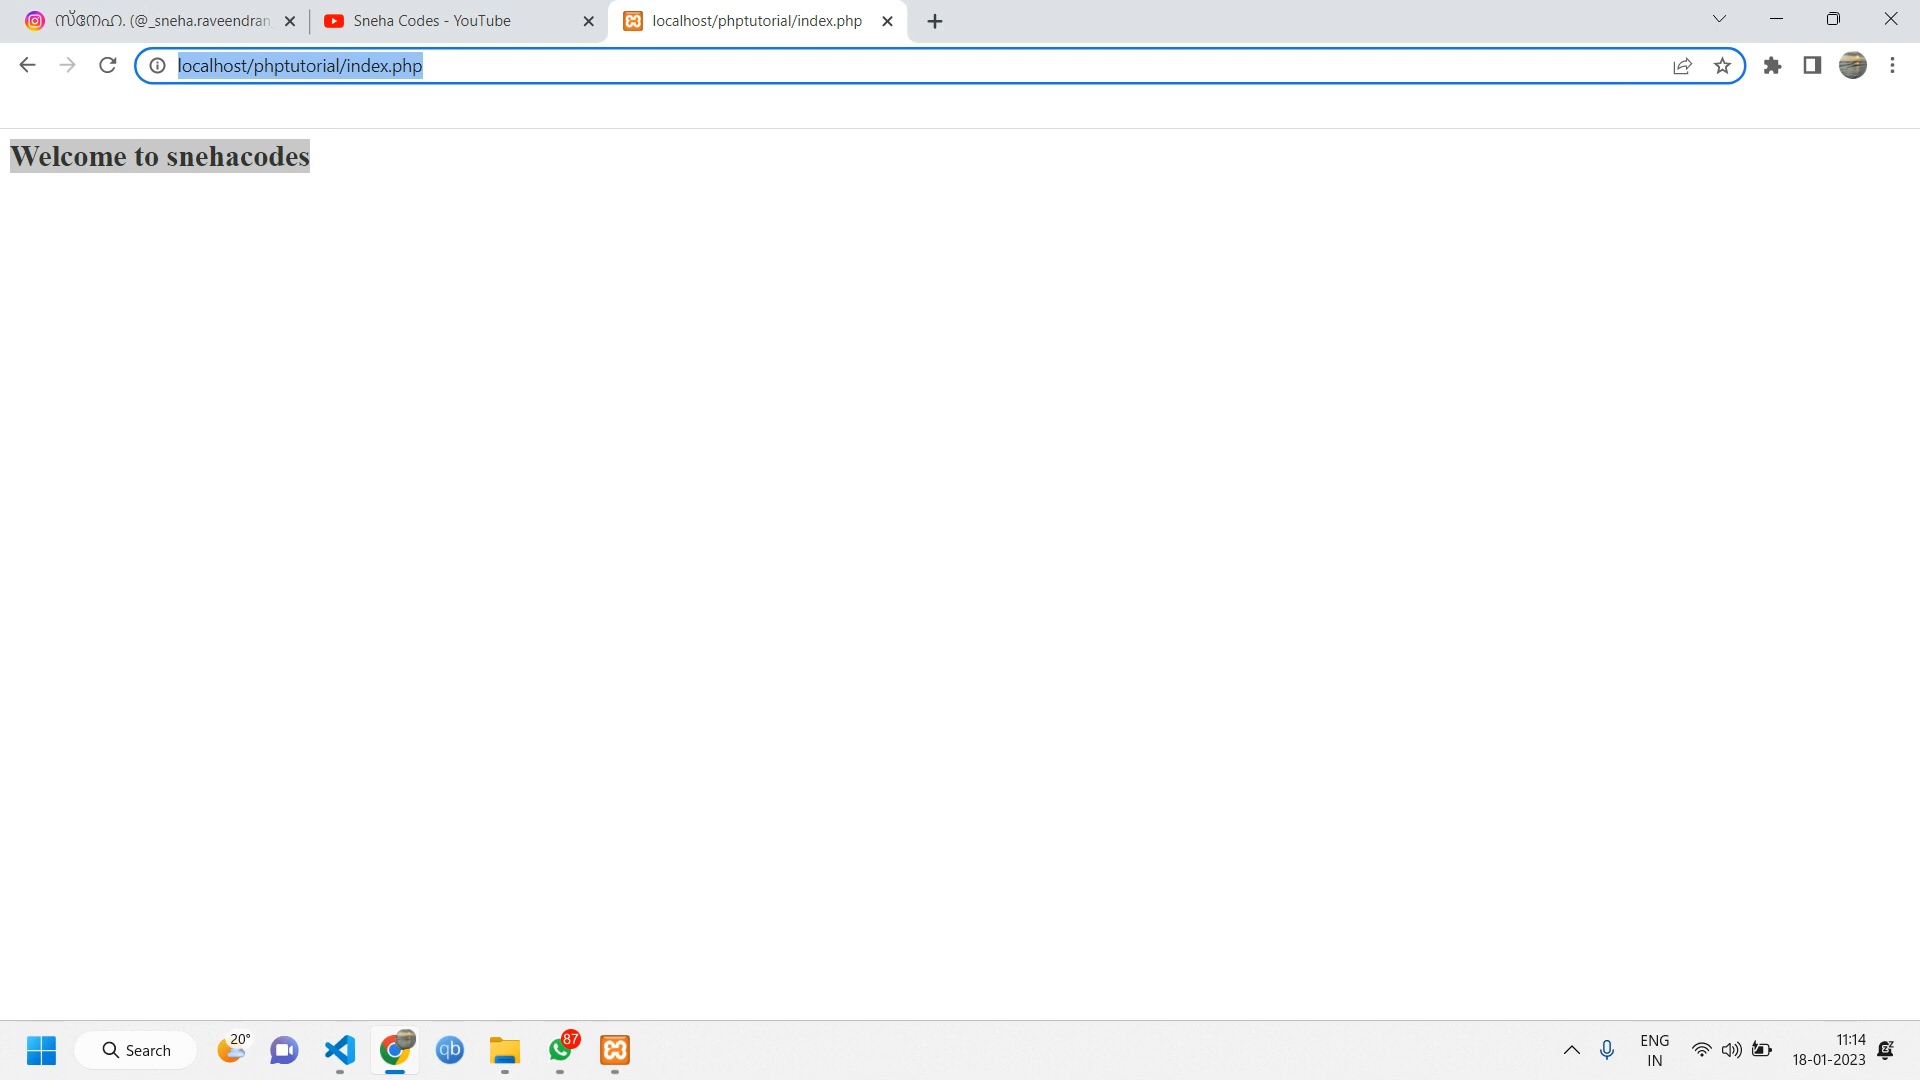 സ്നേഹ. (@_sneha.raveendran
Sneha Codes - YouTube
localhost/phptutorial/index.php
localhost/phptutorial/index.php
Welcome to snehacodes
Search
20°
qb
87
ENG
IN
11:14
18-01-2023